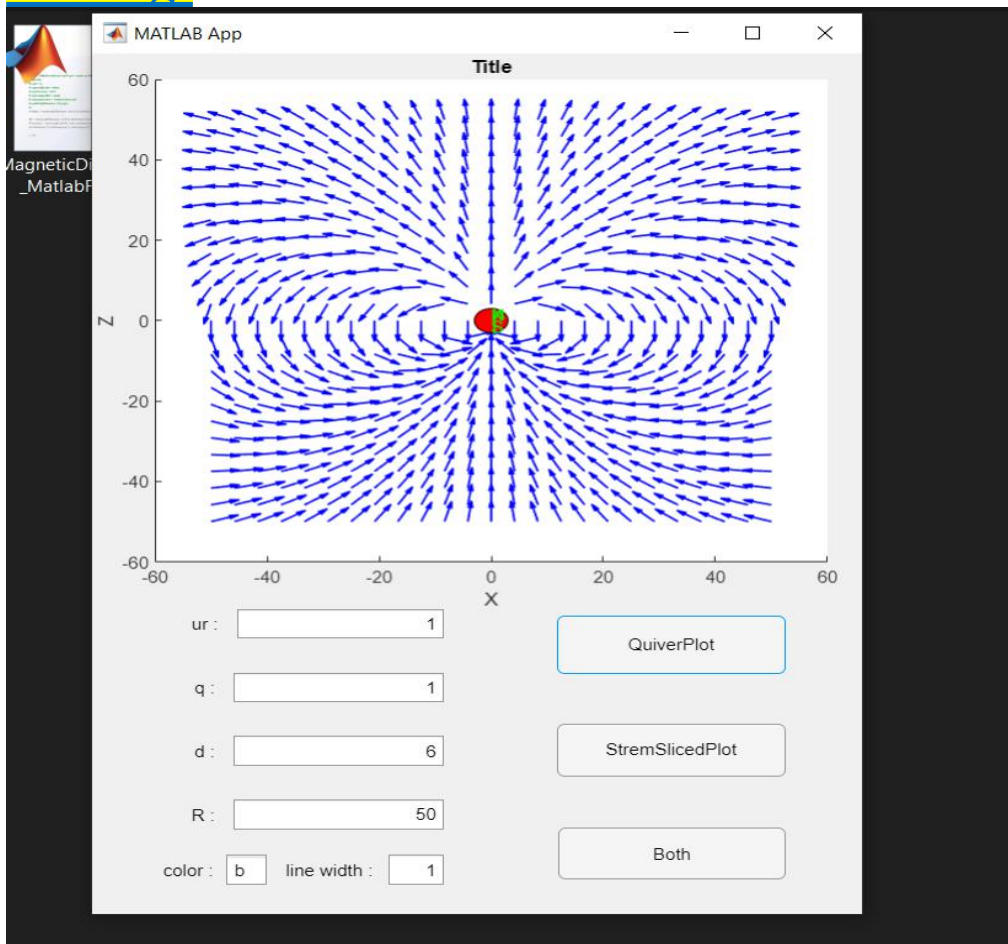 MATLAB App
_MatlabF
Title
60
40
20
0
-20
-40
-60
Z
-60 -40 -20 0 20 40 60
X
ur : 1
QuiverPlot
q : 1
d : 6
StremSlicedPlot
R : 50
Both
color : b line width : 1